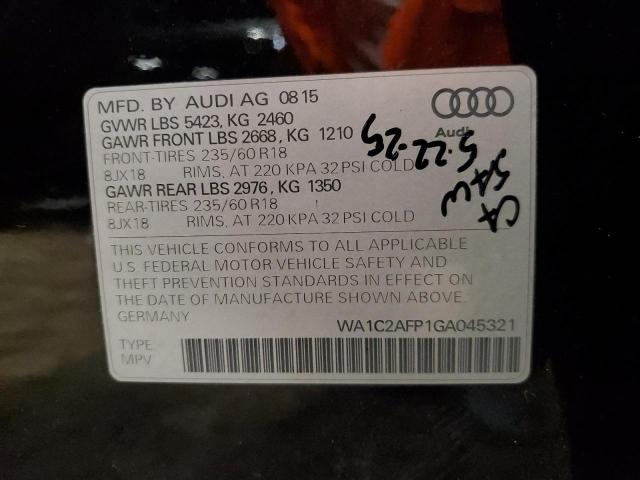 MFD. BY AUDI AG 0815
GVWR LBS 5423, KG 2460
GAWR FRONT LBS 2668, KG 1210
FRONT-TIRES 235/60 R18
8JX18 RIMS, AT 220 KPA 32 PSI COLD
GAWR REAR LBS 2976, KG 1350
REAR-TIRES 235/60 R18
8JX18 RIMS, AT 220 KPA 32 PSI COLD
Audi
5-22-25
SAW
CA
THIS VEHICLE CONFORMS TO ALL APPLICABLE
U.S. FEDERAL MOTOR VEHICLE SAFETY AND
THEFT PREVENTION STANDARDS IN EFFECT ON
THE DATE OF MANUFACTURE SHOWN ABOVE.
GERMANY
WA1C2AFP1GA045321
TYPE
MPV